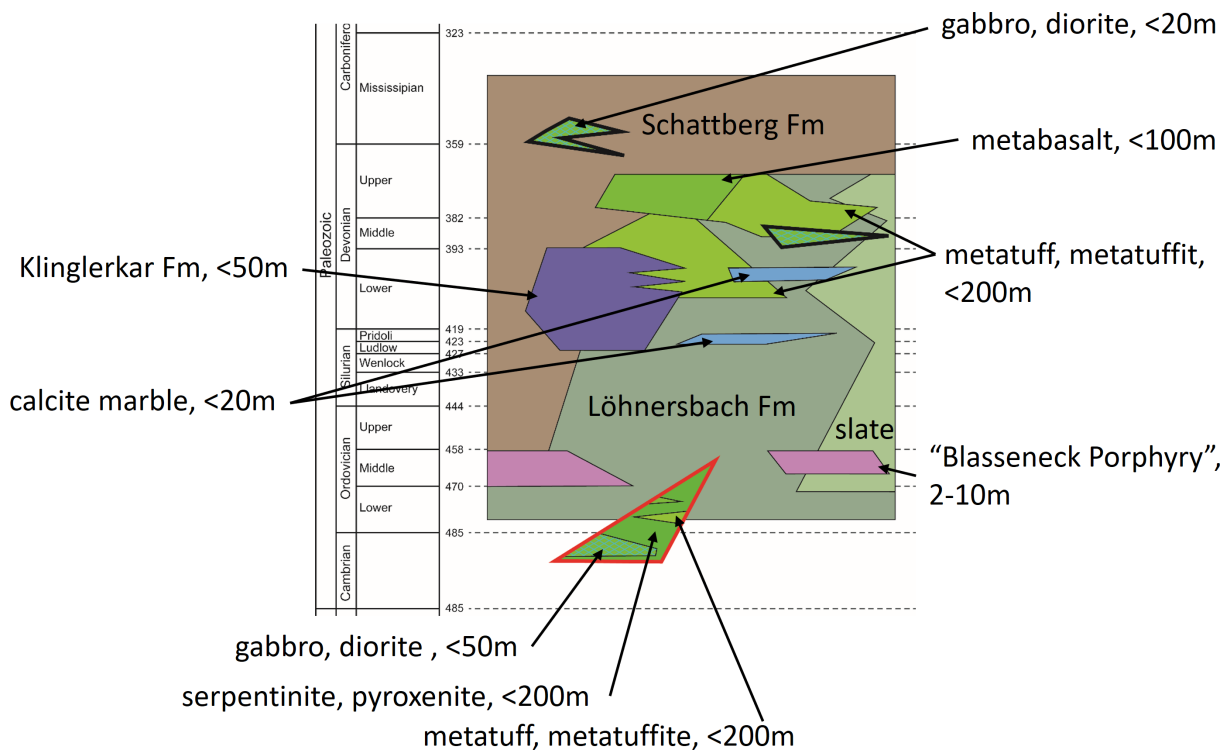 gabbro, diorite, <20m
Carbonifero
323
Mississipian
Schattberg Fm
metabasalt, <100m
359
Upper
Paleozoic
Devonian
382
Middle
393
Klinglerkar Fm, <50m
metatuff, metatuffit,
<200m
Lower
419
Pridoli
423
Ludlow
427
Silurian
Wenlock
433
Llandovery
calcite marble, <20m
444
Löhnersbach Fm
Upper
slate
458
Ordovician
Middle
"Blasseneck Porphyry",
2-10m
470
Lower
485
Cambrian
485
gabbro, diorite , <50m
serpentinite, pyroxenite, <200m
metatuff, metatuffite, <200m